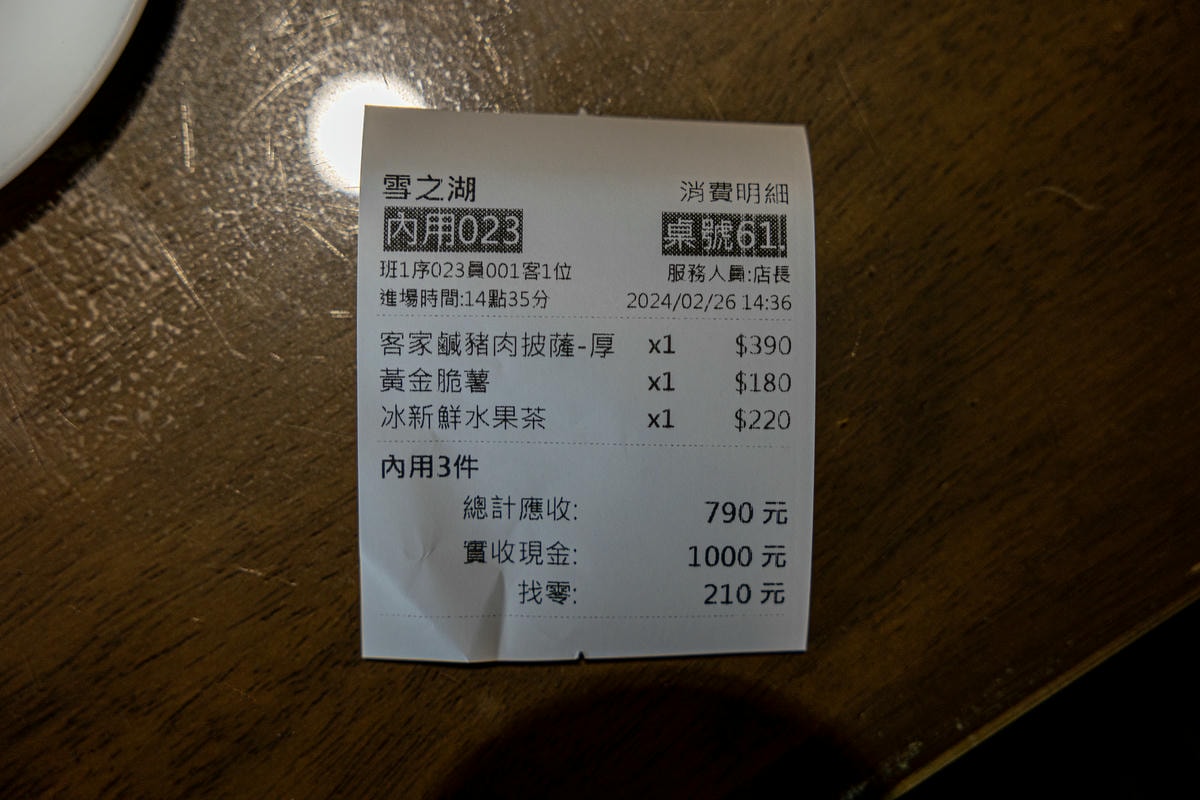 雪之湖 消費明細
內用023 桌號61!
班1序023員001客1位 服務人員:店長
進場時間:14點35分 2024/02/26 14:36
客家鹹豬肉披薩-厚 x1 $390
黃金脆薯 x1 $180
冰新鮮水果茶 x1 $220
內用3件
總計應收: 790 元
實收現金: 1000 元
找零: 210 元